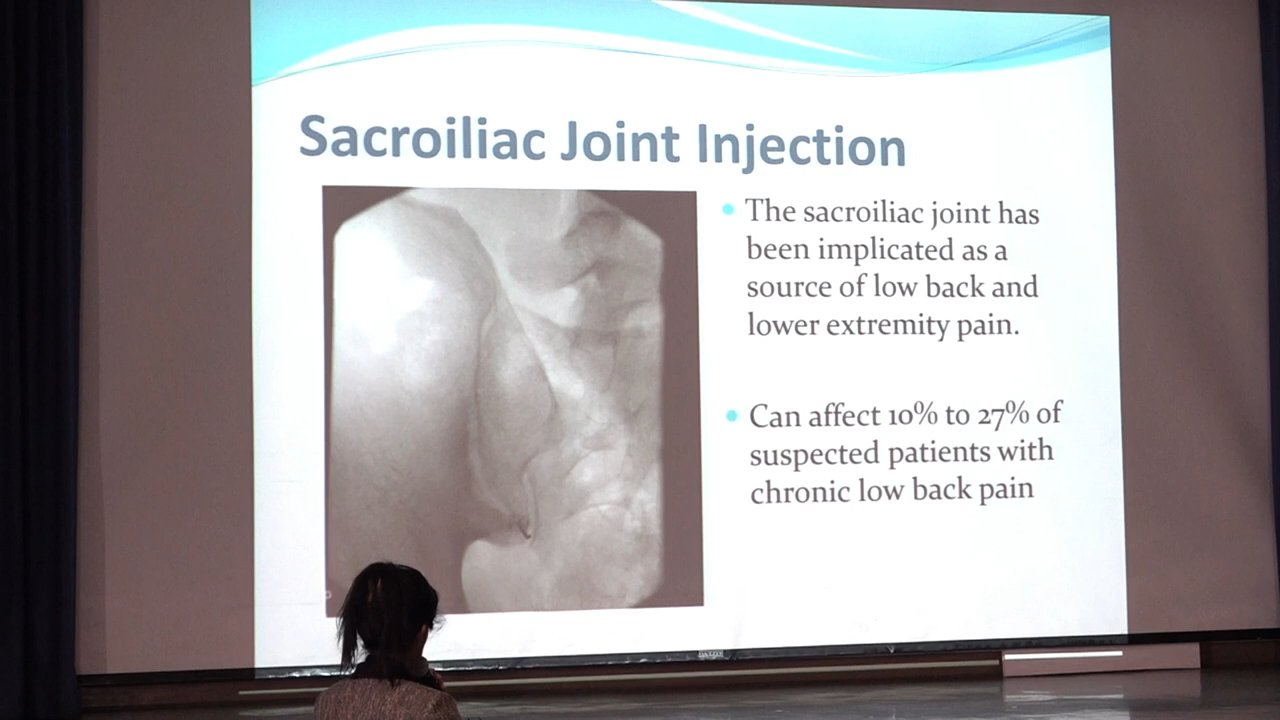 Sacroiliac Joint Injection
The sacroiliac joint has
been implicated as a
source of low back and
lower extremity pain.
Can affect 10% to 27% of
suspected patients with
chronic low back pain